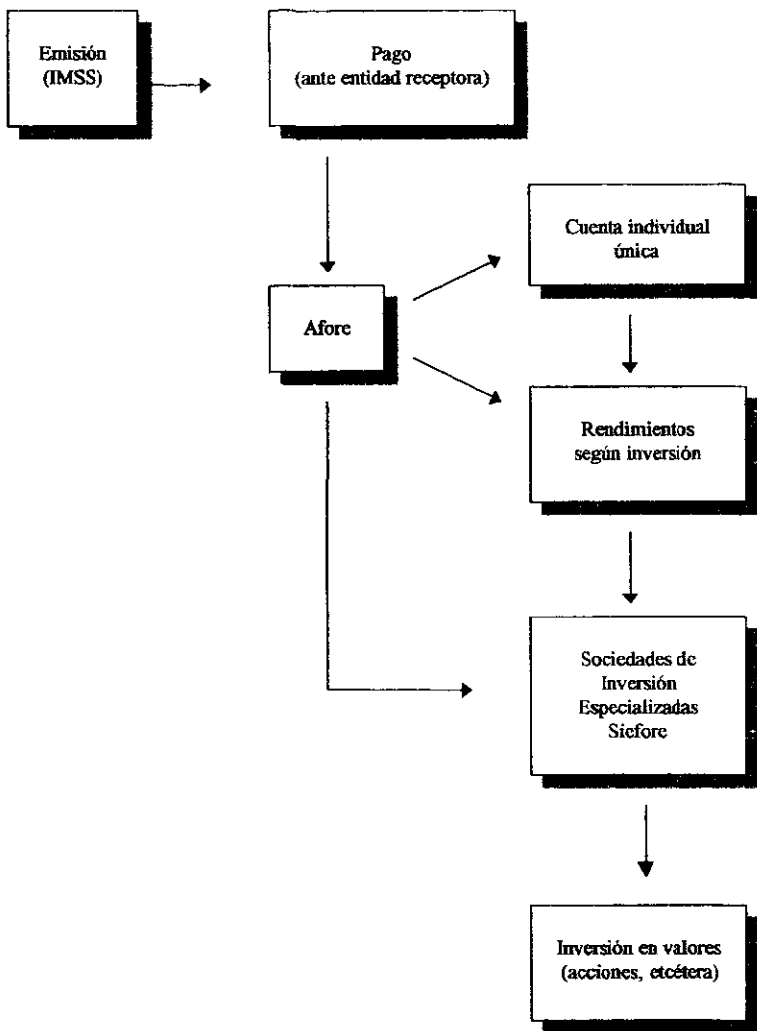 Emisión
(IMSS)
Pago
(ante entidad receptora)
Cuenta individual
única
Afore
Rendimientos
según inversión
Sociedades de
Inversión
Especializadas
Siefore
Inversión en valores
(acciones, etcétera)